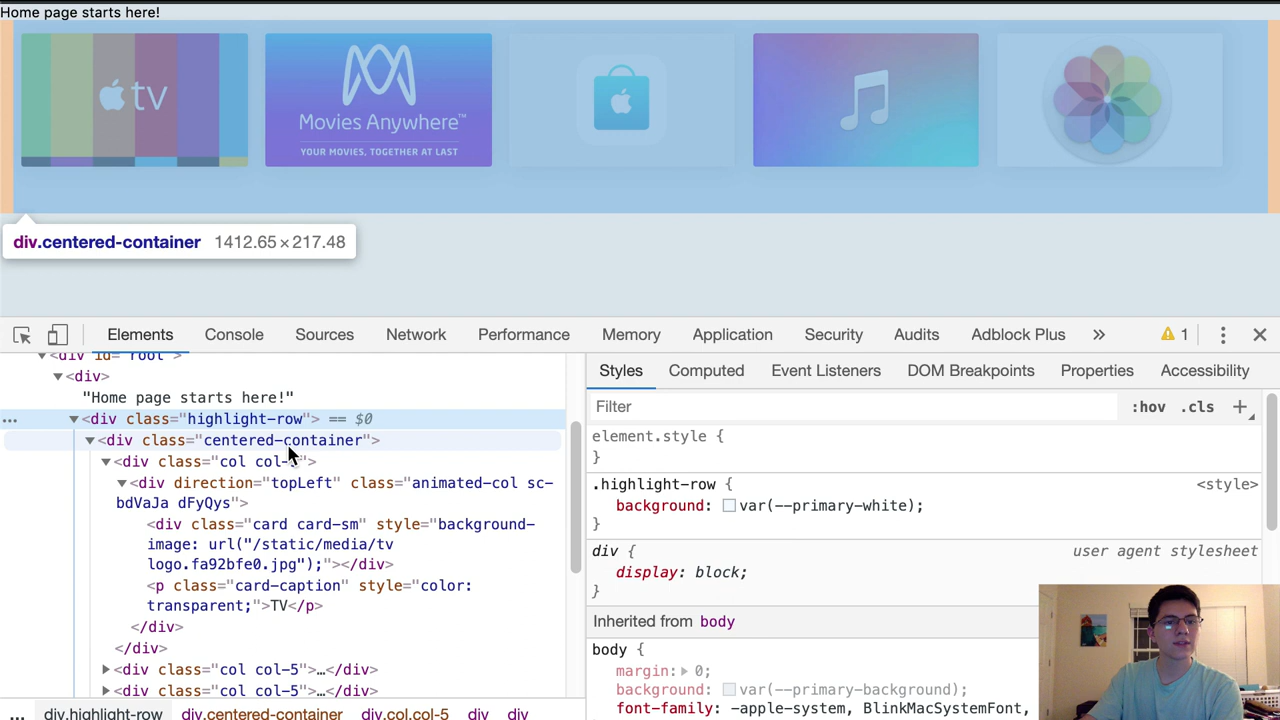 Home page starts here!
tv
Movies Anywhere™
YOUR MOVIES, TOGETHER AT LAST
div.centered-container 1412.65×217.48
Elements Console Sources Network Performance Memory Application Security Audits Adblock Plus » 1
<div id="root">
<div>
"Home page starts here!"
… <div class="highlight-row"> == $0
<div class="centered-container">
<div class="col col-5">
<div direction="topLeft" class="animated-col sc-
bdVaJa dFyQys">
<div class="card card-sm" style="background-
image: url("/static/media/tv
logo.fa92bfe0.jpg");"></div>
<p class="card-caption" style="color:
transparent;">TV</p>
</div>
</div>
<div class="col col-5">…</div>
<div class="col col-5">…</div>
… div.highlight-row div.centered-container div.col.col-5 div div
Styles Computed Event Listeners DOM Breakpoints Properties Accessibility
Filter :hov .cls +
element.style {
}
.highlight-row { <style>
background: var(--primary-white);
}
div { user agent stylesheet
display: block;
}
Inherited from body
body {
margin: 0;
background: var(--primary-background);
font-family: -apple-system, BlinkMacSystemFont,